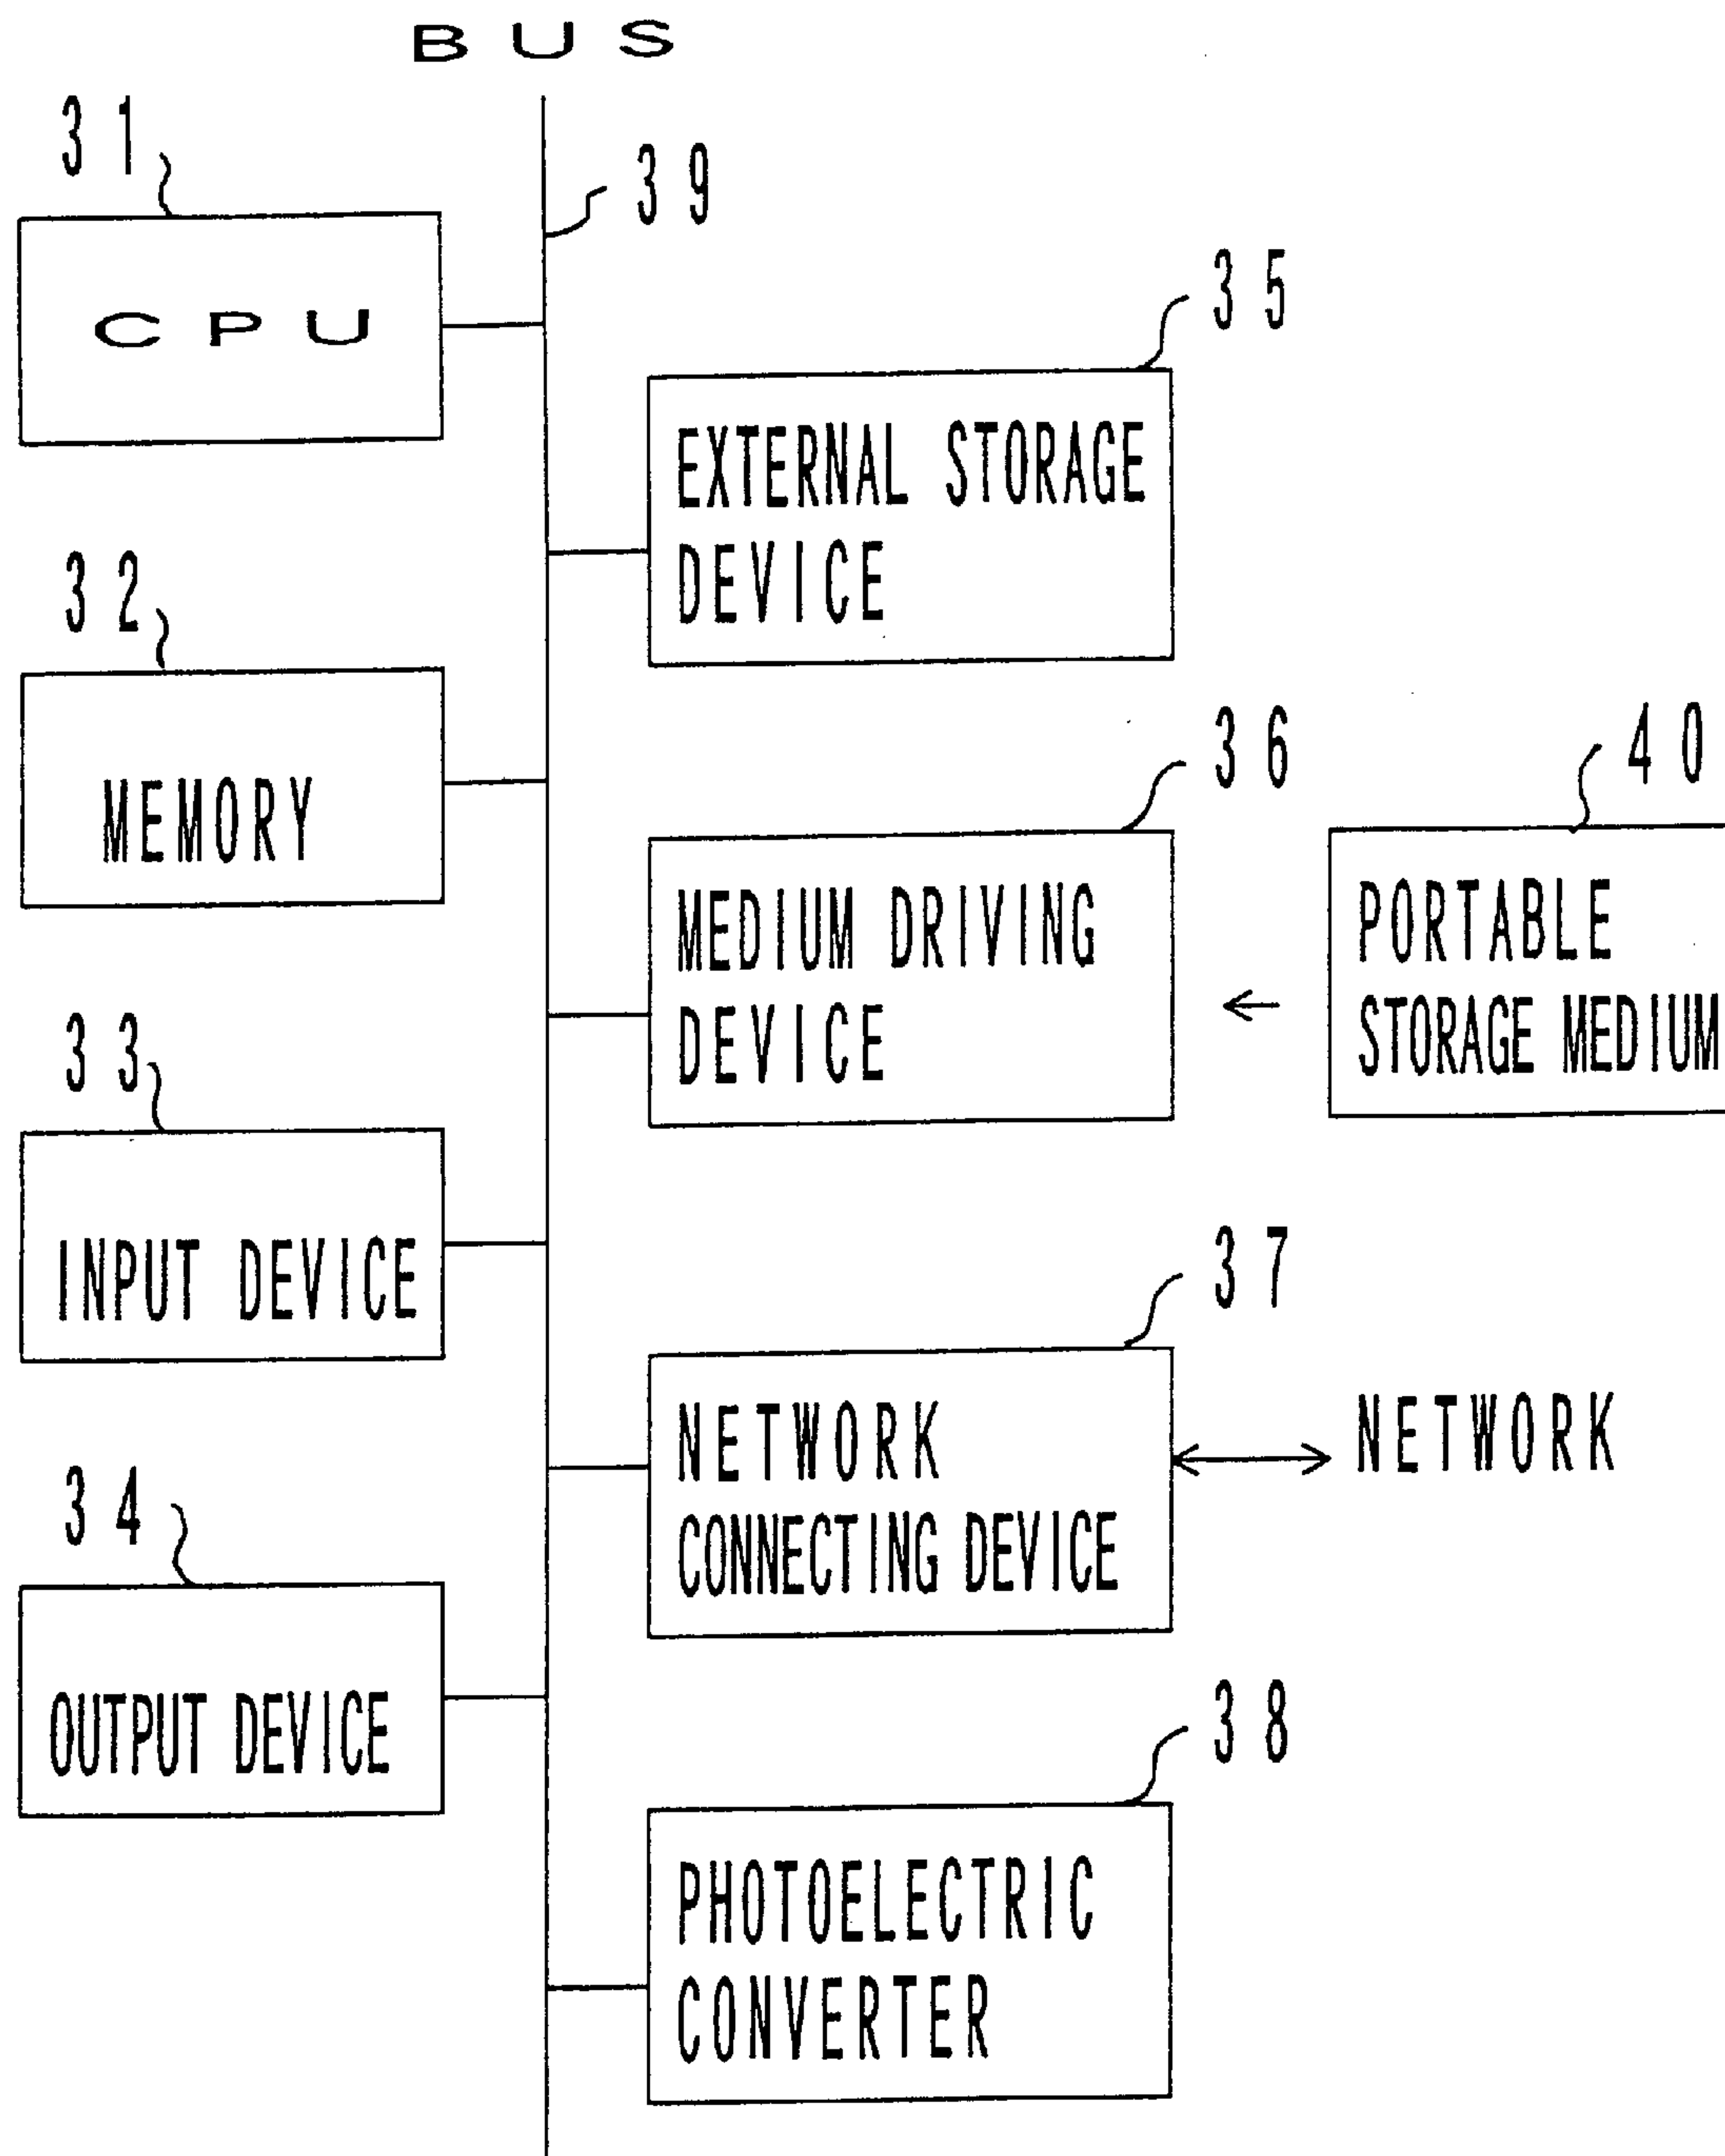 BUS
31
39
CPU
35
EXTERNAL STORAGE
DEVICE
32
MEMORY
36
40
MEDIUM DRIVING
DEVICE
PORTABLE
STORAGE MEDIUM
33
INPUT DEVICE
37
NETWORK
CONNECTING DEVICE
NETWORK
34
OUTPUT DEVICE
38
PHOTOELECTRIC
CONVERTER